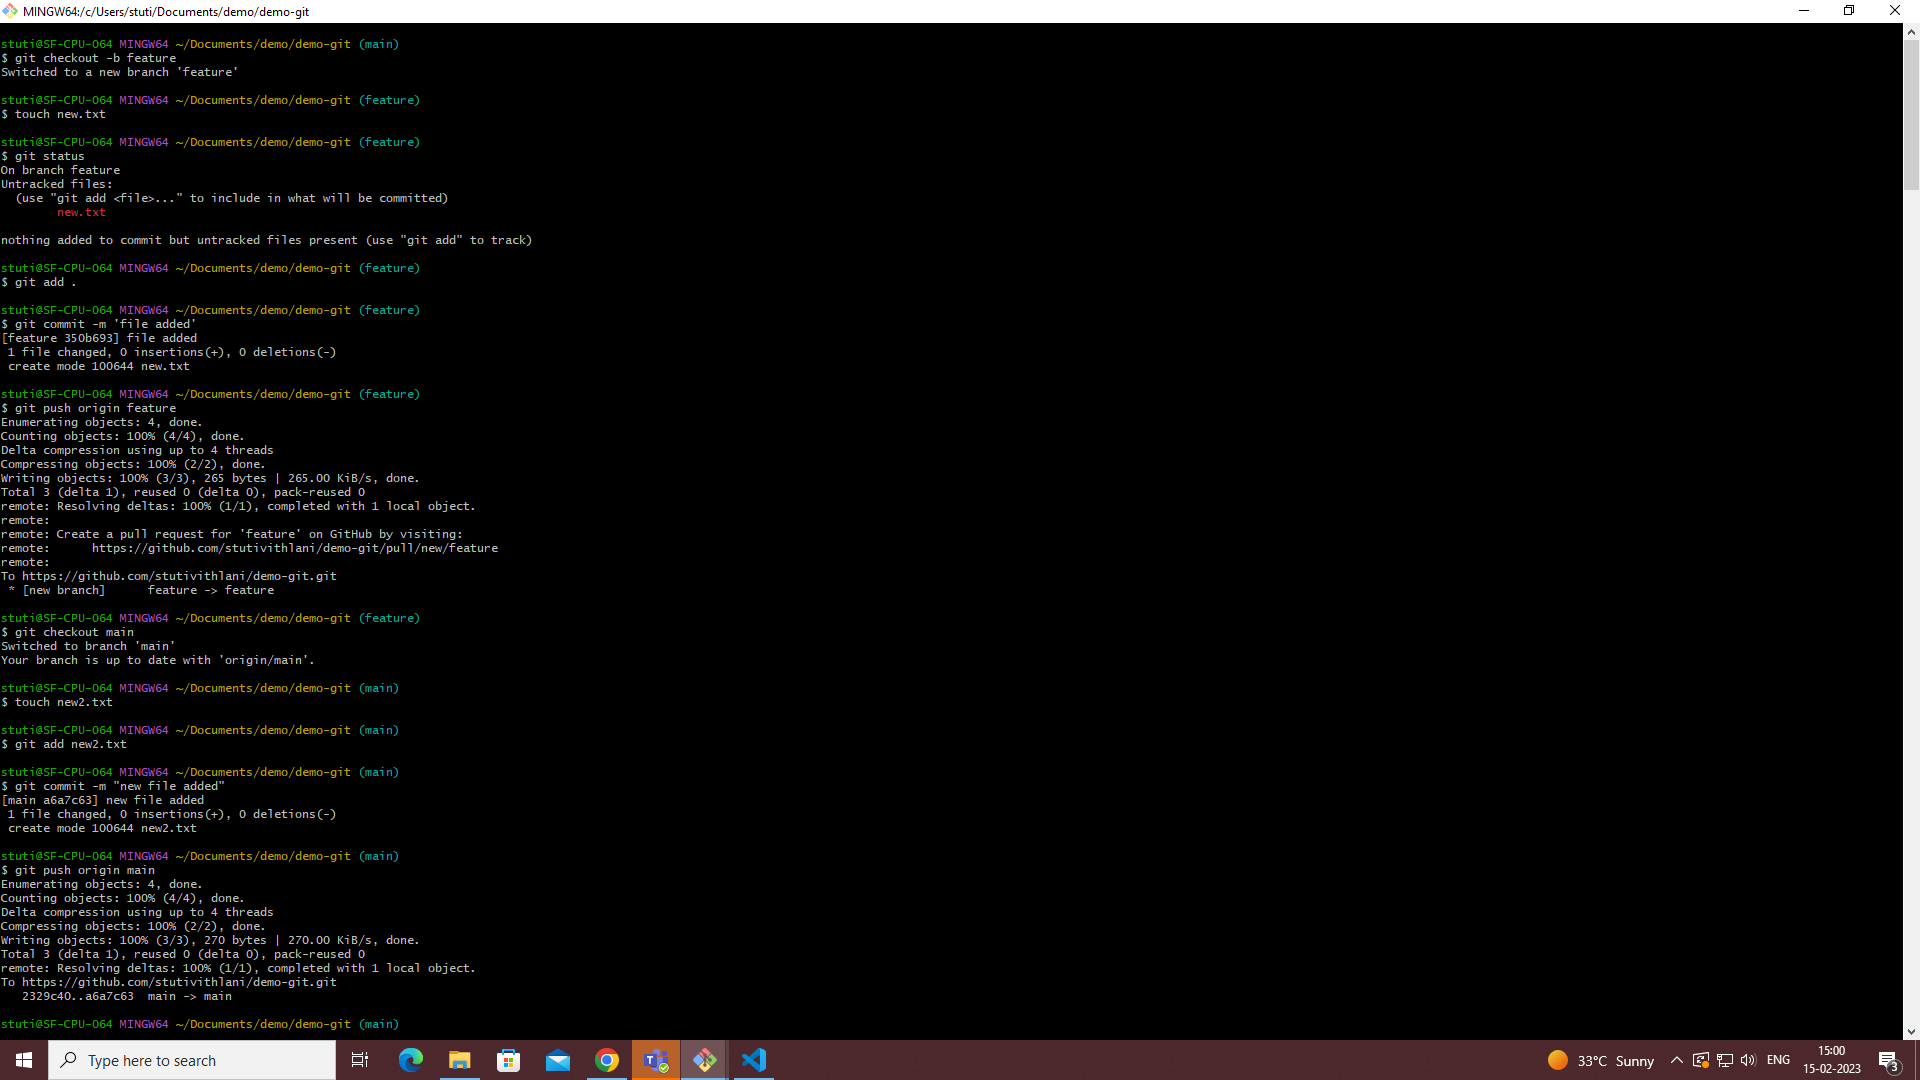 MINGW64:/c/Users/stuti/Documents/demo/demo-git
stuti@SF-CPU-064 MINGW64 ~/Documents/demo/demo-git (main)
$ git checkout -b feature
Switched to a new branch 'feature'
stuti@SF-CPU-064 MINGW64 ~/Documents/demo/demo-git (feature)
$ touch new.txt
stuti@SF-CPU-064 MINGW64 ~/Documents/demo/demo-git (feature)
$ git status
On branch feature
Untracked files:
  (use "git add <file>..." to include in what will be committed)
        new.txt
nothing added to commit but untracked files present (use "git add" to track)
stuti@SF-CPU-064 MINGW64 ~/Documents/demo/demo-git (feature)
$ git add .
stuti@SF-CPU-064 MINGW64 ~/Documents/demo/demo-git (feature)
$ git commit -m 'file added'
[feature 350b693] file added
 1 file changed, 0 insertions(+), 0 deletions(-)
 create mode 100644 new.txt
stuti@SF-CPU-064 MINGW64 ~/Documents/demo/demo-git (feature)
$ git push origin feature
Enumerating objects: 4, done.
Counting objects: 100% (4/4), done.
Delta compression using up to 4 threads
Compressing objects: 100% (2/2), done.
Writing objects: 100% (3/3), 265 bytes | 265.00 KiB/s, done.
Total 3 (delta 1), reused 0 (delta 0), pack-reused 0
remote: Resolving deltas: 100% (1/1), completed with 1 local object.
remote:
remote: Create a pull request for 'feature' on GitHub by visiting:
remote:      https://github.com/stutivithlani/demo-git/pull/new/feature
remote:
To https://github.com/stutivithlani/demo-git.git
 * [new branch]      feature -> feature
stuti@SF-CPU-064 MINGW64 ~/Documents/demo/demo-git (feature)
$ git checkout main
Switched to branch 'main'
Your branch is up to date with 'origin/main'.
stuti@SF-CPU-064 MINGW64 ~/Documents/demo/demo-git (main)
$ touch new2.txt
stuti@SF-CPU-064 MINGW64 ~/Documents/demo/demo-git (main)
$ git add new2.txt
stuti@SF-CPU-064 MINGW64 ~/Documents/demo/demo-git (main)
$ git commit -m "new file added"
[main a6a7c63] new file added
 1 file changed, 0 insertions(+), 0 deletions(-)
 create mode 100644 new2.txt
stuti@SF-CPU-064 MINGW64 ~/Documents/demo/demo-git (main)
$ git push origin main
Enumerating objects: 4, done.
Counting objects: 100% (4/4), done.
Delta compression using up to 4 threads
Compressing objects: 100% (2/2), done.
Writing objects: 100% (3/3), 270 bytes | 270.00 KiB/s, done.
Total 3 (delta 1), reused 0 (delta 0), pack-reused 0
remote: Resolving deltas: 100% (1/1), completed with 1 local object.
To https://github.com/stutivithlani/demo-git.git
   2329c40..a6a7c63  main -> main
stuti@SF-CPU-064 MINGW64 ~/Documents/demo/demo-git (main)
Type here to search
33°C Sunny
ENG
15:00
15-02-2023
3